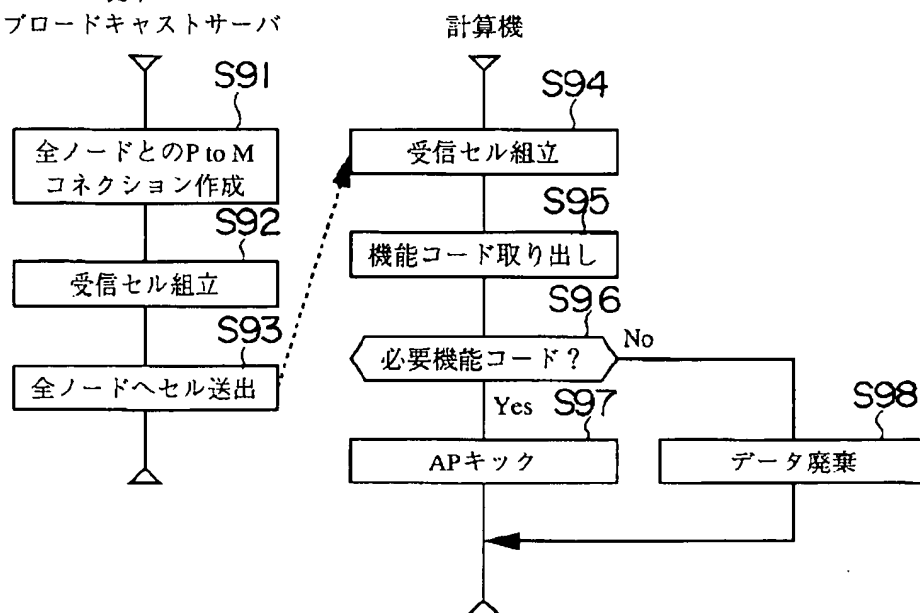 ブロードキャストサーバ
計算機
S91
全ノードとのP to M
コネクション作成
S92
受信セル組立
S93
全ノードへセル送出
S94
受信セル組立
S95
機能コード取り出し
S96
必要機能コード？
No
Yes
S97
APキック
S98
データ廃棄